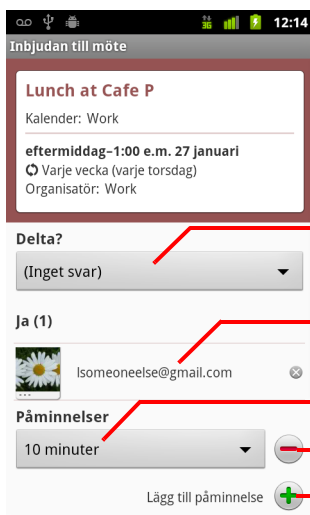 3G 12:14
Inbjudan till möte
Lunch at Cafe P
Kalender: Work
eftermiddag–1:00 e.m. 27 januari
Varje vecka (varje torsdag)
Organisatör: Work
Delta?
(Inget svar)
Ja (1)
lsomeoneelse@gmail.com
Påminnelser
10 minuter
Lägg till påminnelse